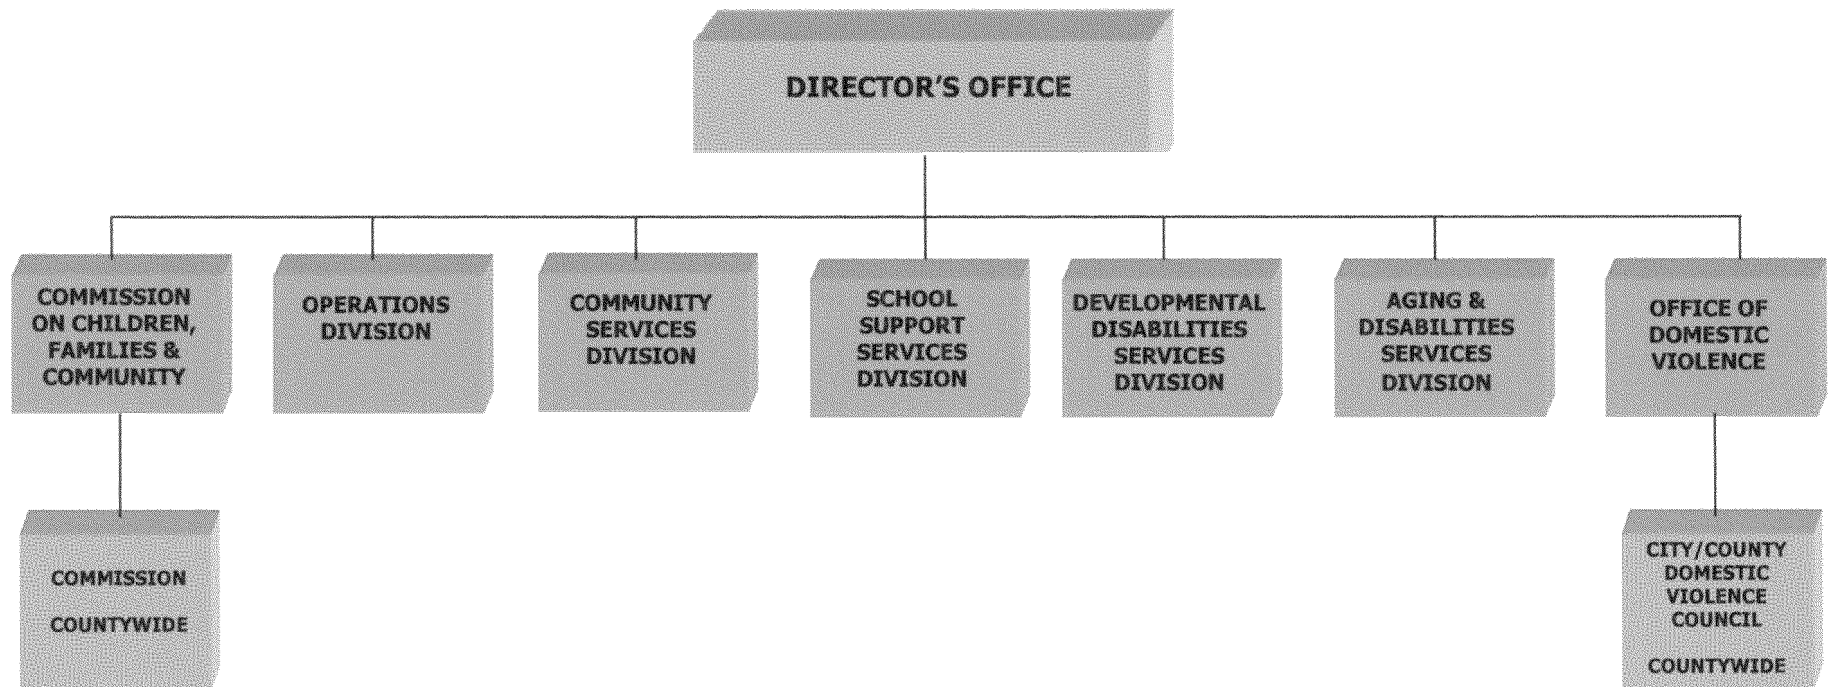 DIRECTOR'S OFFICE
COMMISSION
ON CHILDREN,
FAMILIES &
COMMUNITY
OPERATIONS
DIVISION
COMMUNITY
SERVICES
DIVISION
SCHOOL
SUPPORT
SERVICES
DIVISION
DEVELOPMENTAL
DISABILITIES
SERVICES
DIVISION
AGING &
DISABILITIES
SERVICES
DIVISION
OFFICE OF
DOMESTIC
VIOLENCE
COMMISSION
COUNTYWIDE
CITY/COUNTY
DOMESTIC
VIOLENCE
COUNCIL
COUNTYWIDE